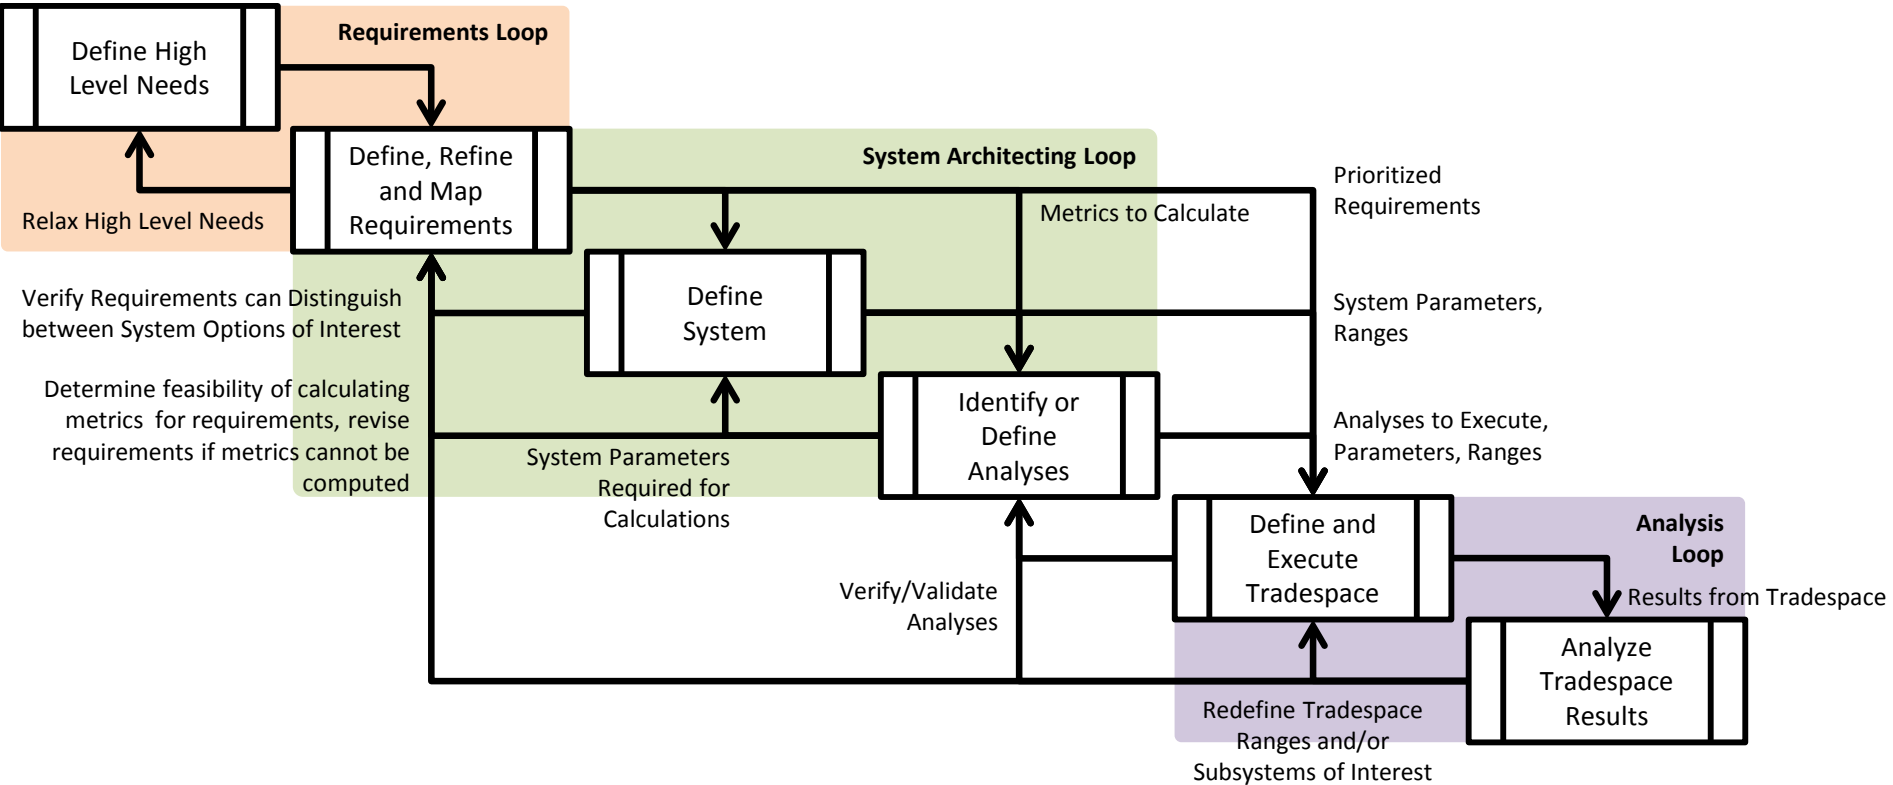 Define High
Level Needs
Requirements Loop
Define, Refine
and Map
Requirements
Relax High Level Needs
System Architecting Loop
Prioritized
Requirements
Metrics to Calculate
Verify Requirements can Distinguish
between System Options of Interest
Define
System
System Parameters,
Ranges
Determine feasibility of calculating
metrics for requirements, revise
requirements if metrics cannot be
computed
System Parameters
Required for
Calculations
Identify or
Define
Analyses
Analyses to Execute,
Parameters, Ranges
Verify/Validate
Analyses
Define and
Execute
Tradespace
Analysis
Loop
Results from Tradespace
Analyze
Tradespace
Results
Redefine Tradespace
Ranges and/or
Subsystems of Interest